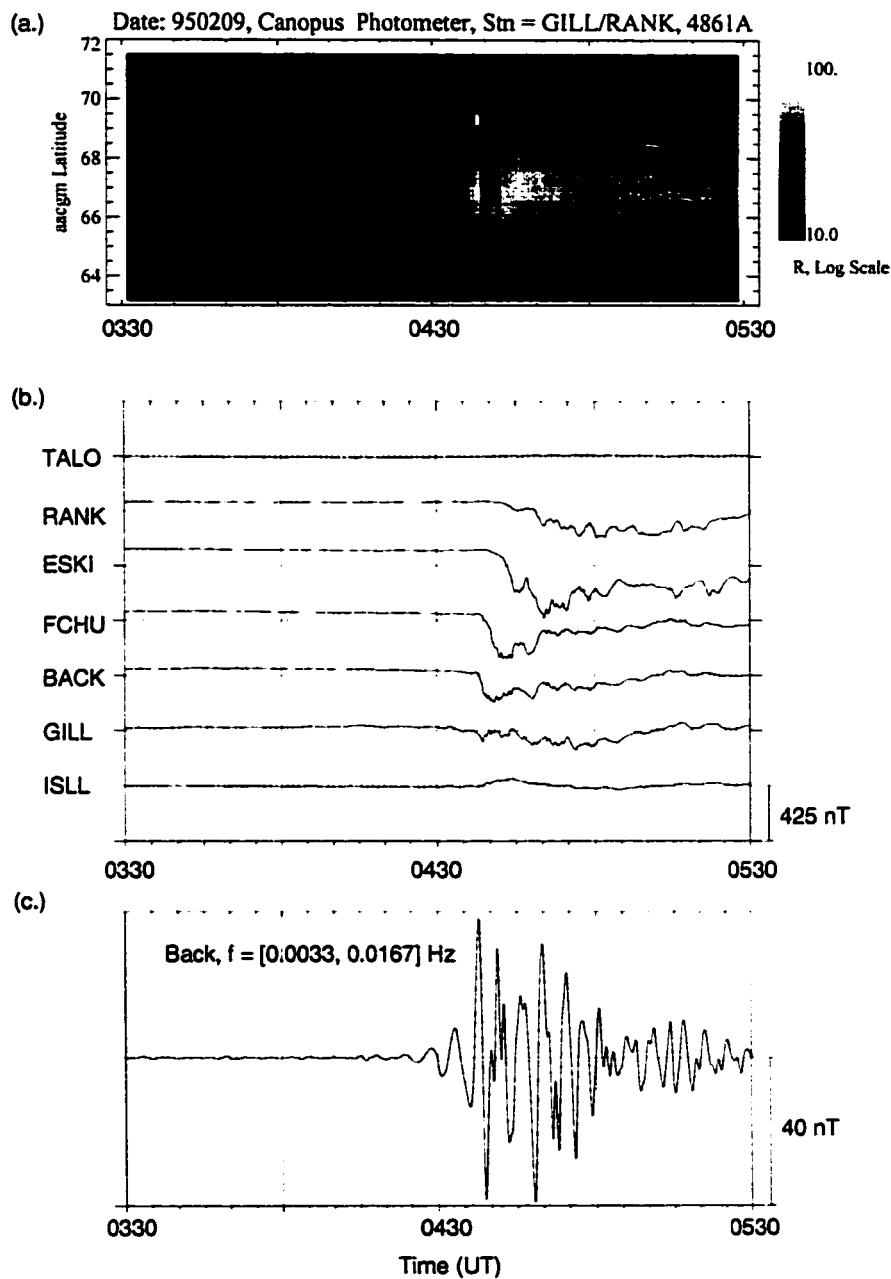 (a.)
Date: 950209, Canopus Photometer, Stn = GILL/RANK, 4861A
72
70
68
66
64
aacgm Latitude
100.
10.0
R, Log Scale
0330
0430
0530
(b.)
TALO
RANK
ESKI
FCHU
BACK
GILL
ISLL
425 nT
0330
0430
0530
(c.)
Back, f = [0.0033, 0.0167] Hz
40 nT
0330
0430
0530
Time (UT)